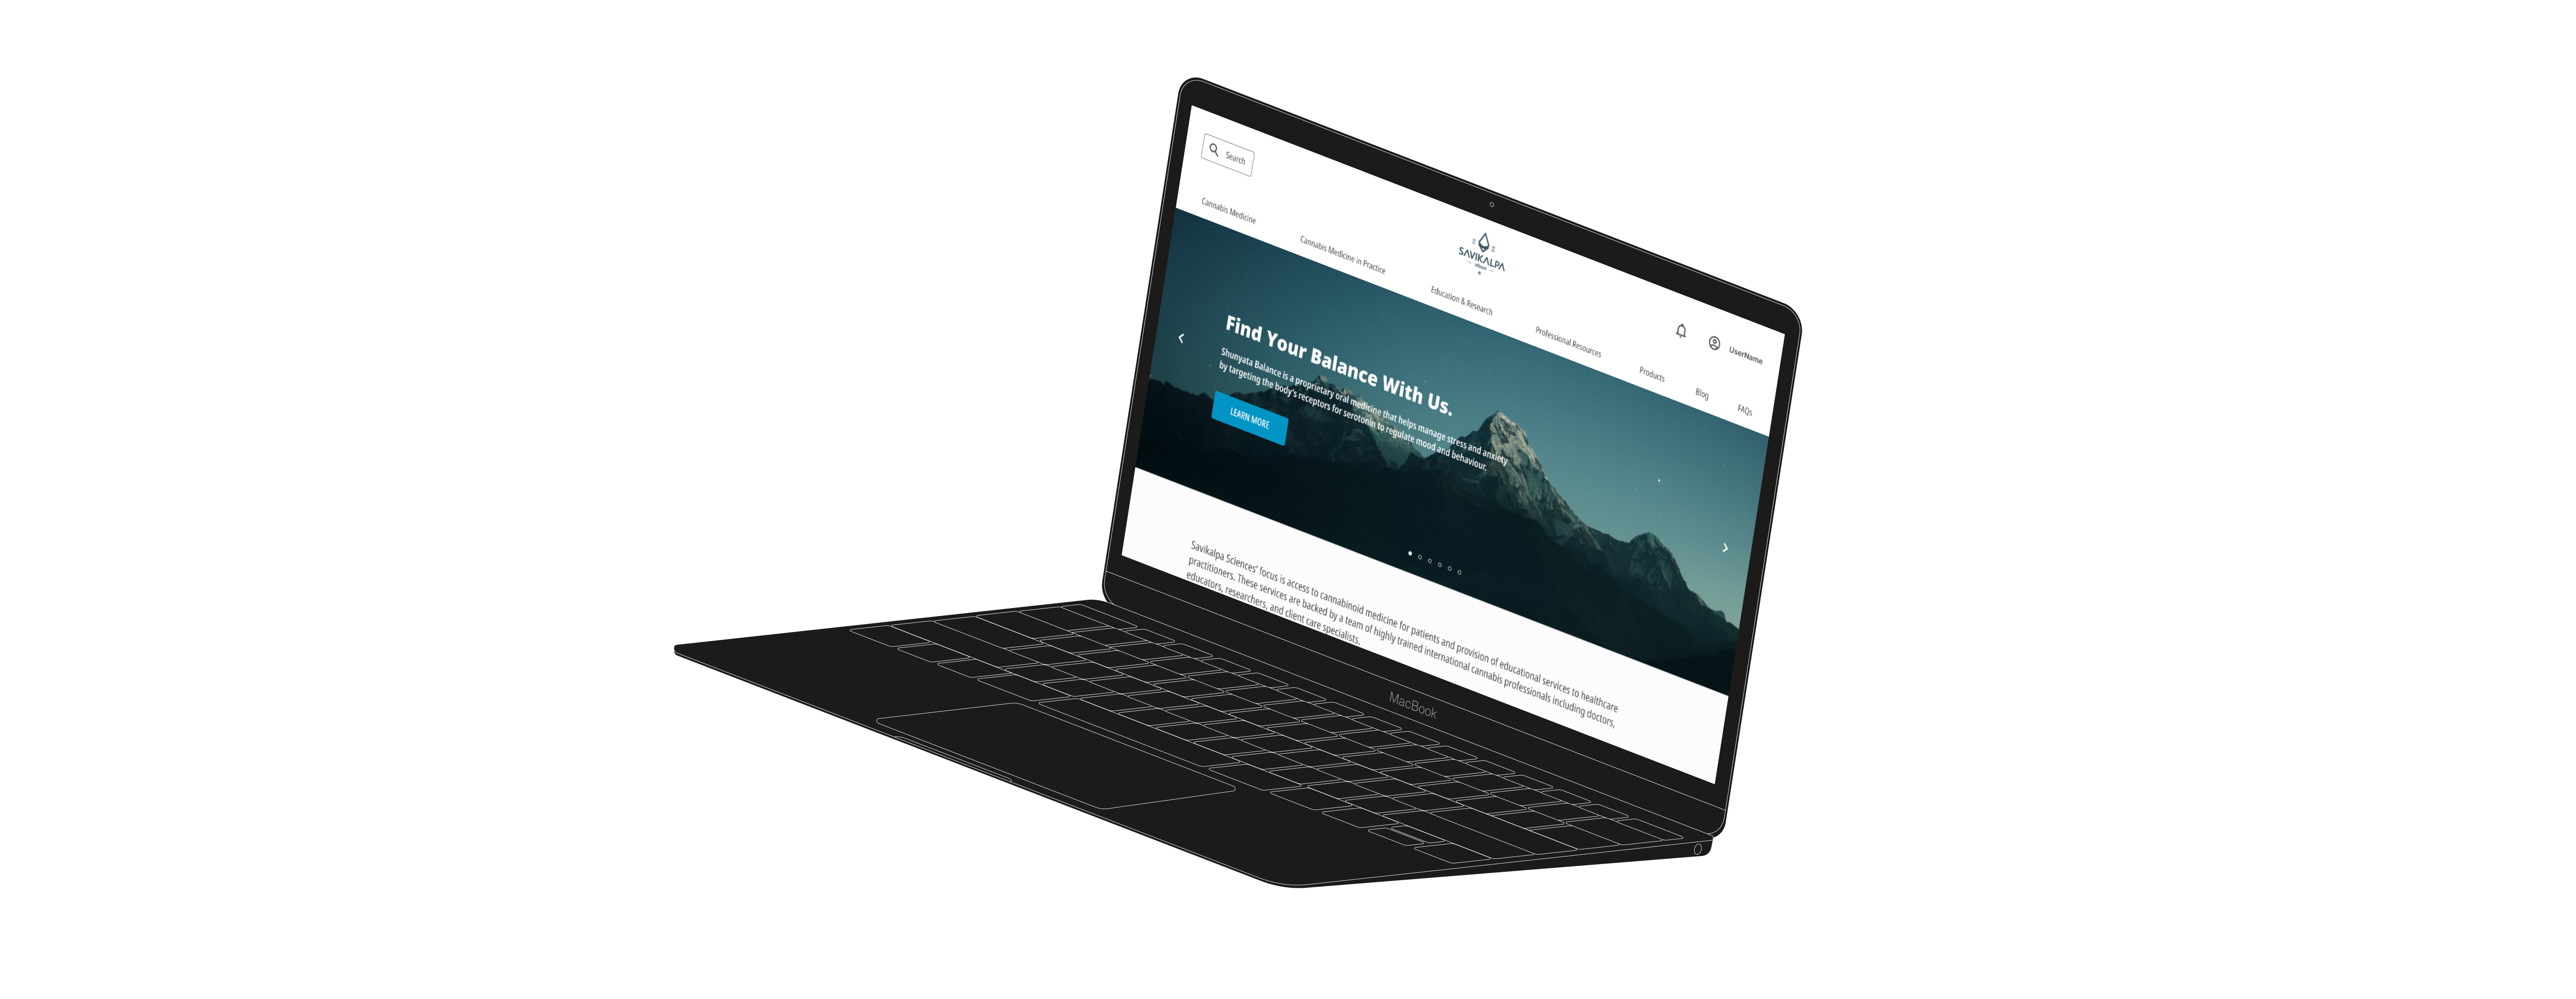 Search
SAVIKALPA
UserName
Cannabis Medicine
Cannabis Medicine in Practice
Education & Research
Professional Resources
Products
Blog
FAQs
Find Your Balance With Us.
Shunyata Balance is a proprietary oral medicine that helps manage stress and anxiety
by targeting the body's receptors for serotonin to regulate mood and behaviour.
LEARN MORE
Savikalpa Sciences' focus is access to cannabinoid medicine for patients and provision of educational services to healthcare
practitioners. These services are backed by a team of highly trained international cannabis professionals including doctors,
educators, researchers, and client care specialists.
MacBook